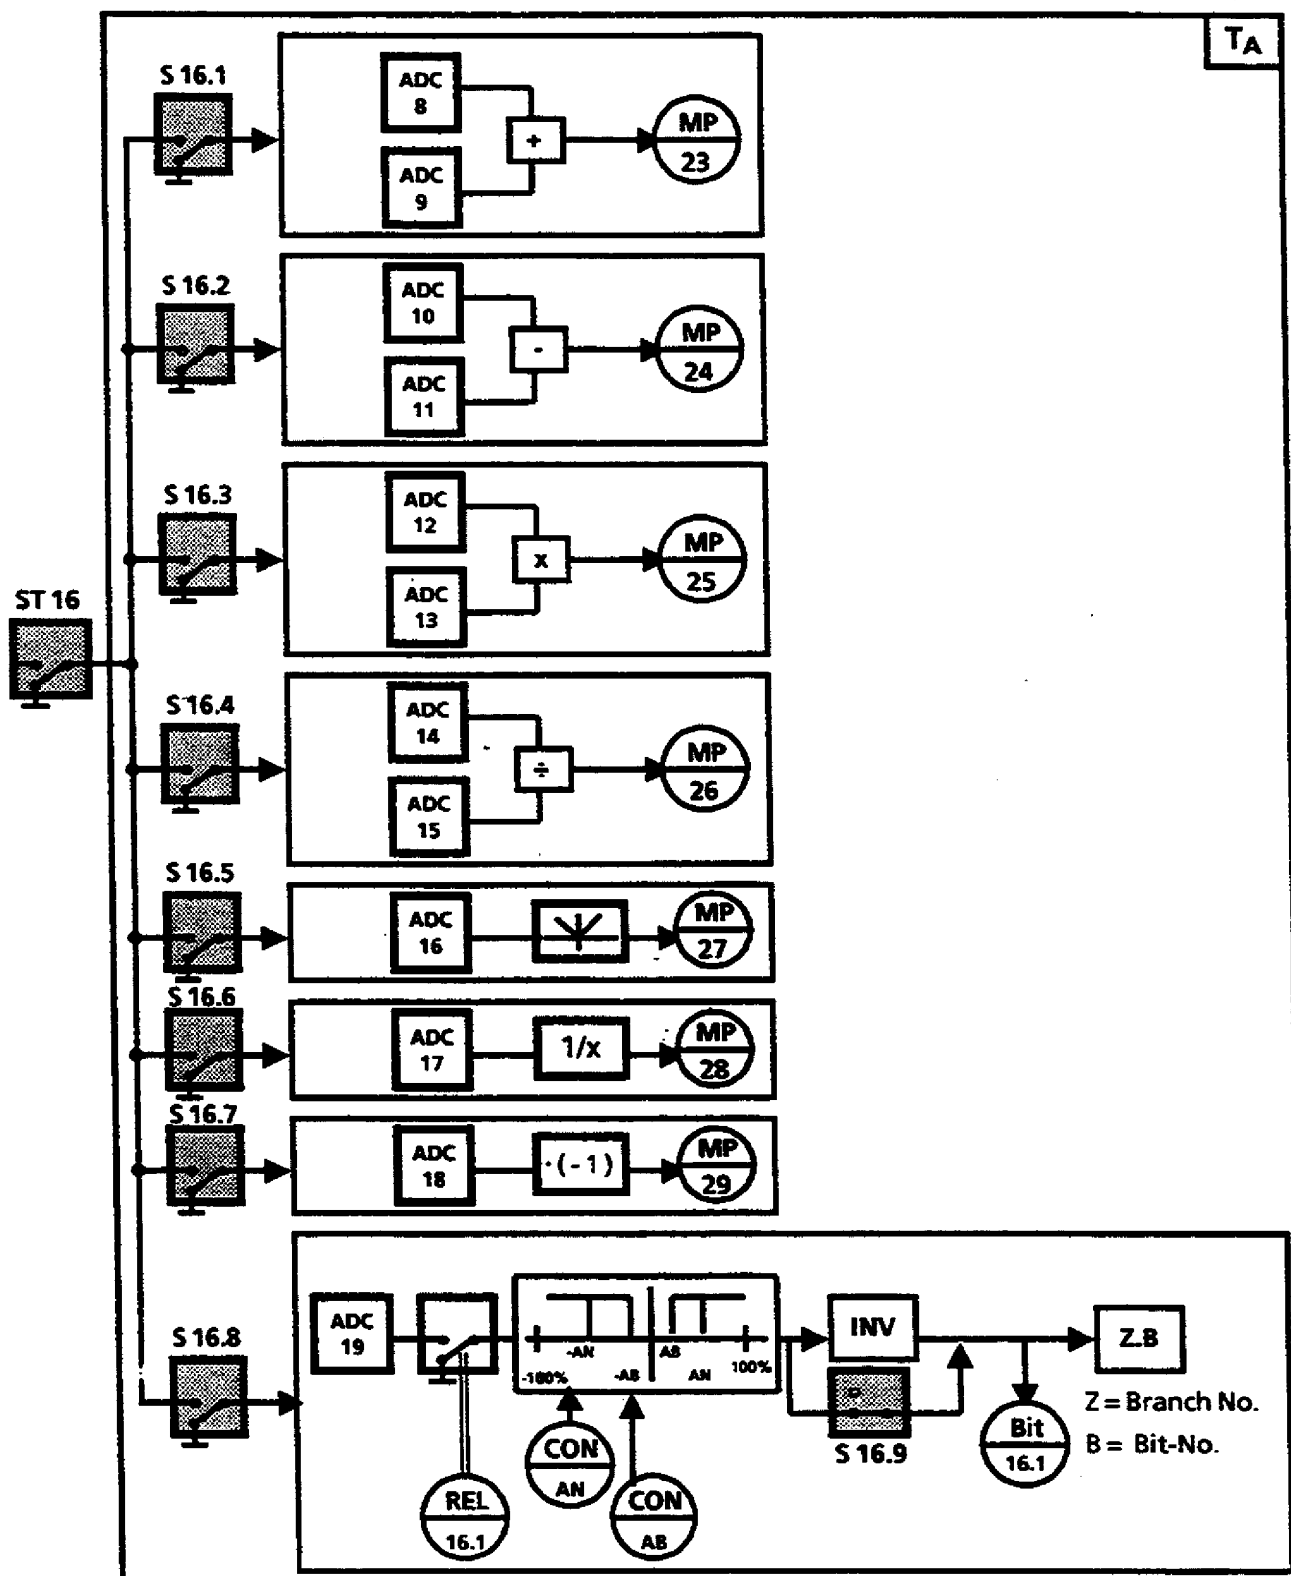 TA
S 16.1
ADC
8
+
ADC
9
MP
23
S 16.2
ADC
10
-
ADC
11
MP
24
S 16.3
ADC
12
x
ADC
13
MP
25
ST 16
S 16.4
ADC
14
÷
ADC
15
MP
26
S 16.5
ADC
16
MP
27
S 16.6
ADC
17
1/x
MP
28
S 16.7
ADC
18
·(-1)
MP
29
S 16.8
ADC
19
-AN
-100%
-AB
AB
AN
100%
INV
Z.B
S 16.9
Bit
16.1
Z = Branch No.
B = Bit-No.
CON
AN
CON
AB
REL
16.1